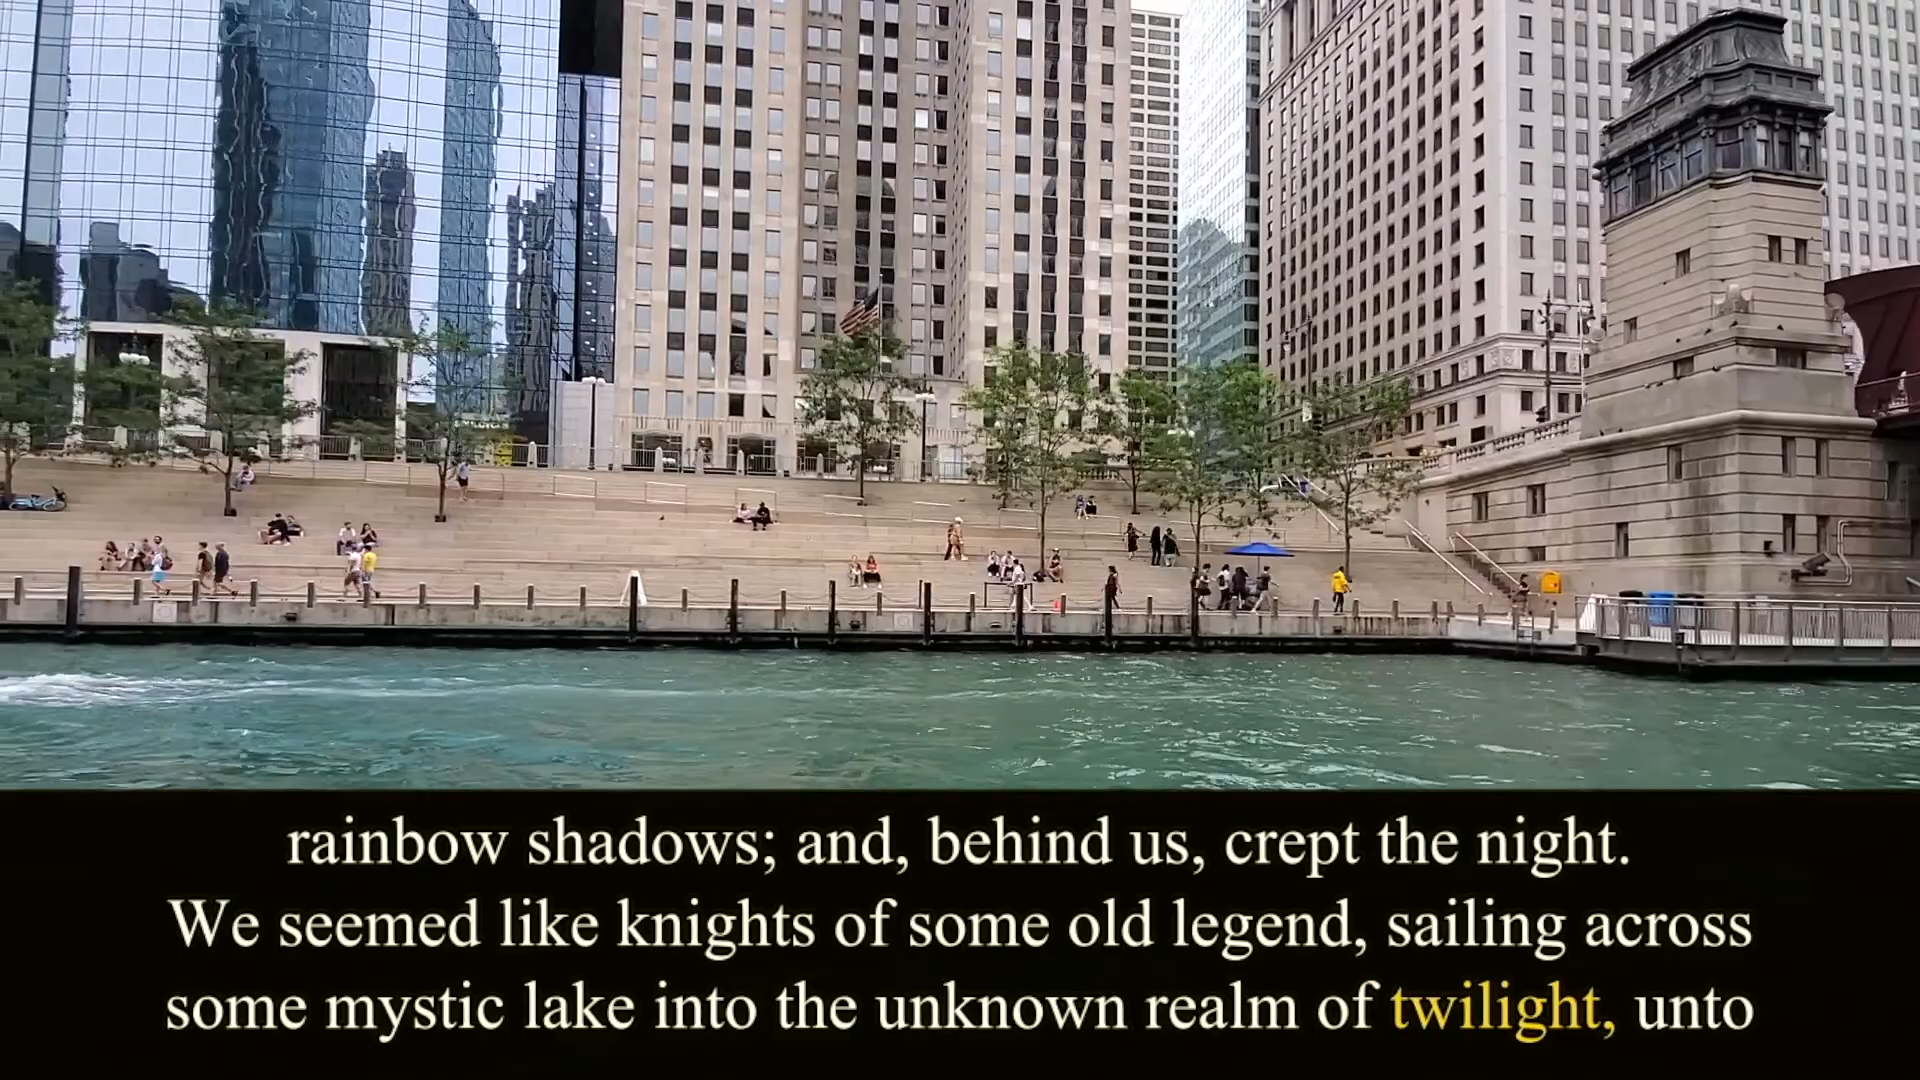 rainbow shadows; and, behind us, crept the night.
We seemed like knights of some old legend, sailing across
some mystic lake into the unknown realm of twilight, unto